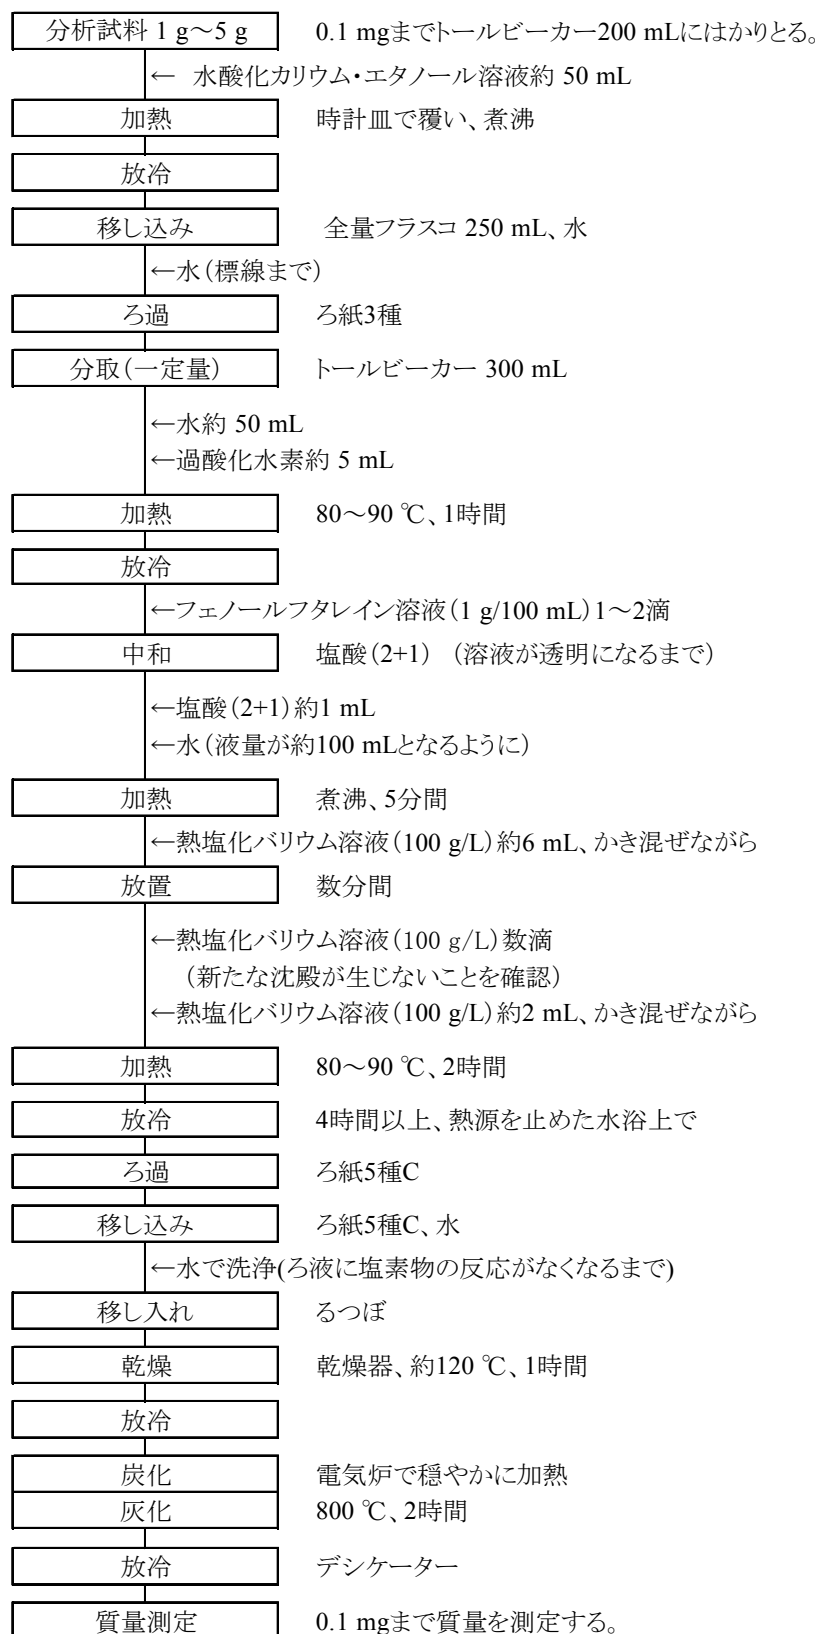 分析試料 1 g～5 g 0.1 mgまでトールビーカー200 mLにはかりとる。
← 水酸化カリウム・エタノール溶液約 50 mL
加熱 時計皿で覆い、煮沸
放冷
移し込み 全量フラスコ 250 mL、水
←水（標線まで）
ろ過 ろ紙3種
分取（一定量） トールビーカー 300 mL
←水約 50 mL
←過酸化水素約 5 mL
加熱 80～90 ℃、1時間
放冷
←フェノールフタレイン溶液（1 g/100 mL）1～2滴
中和 塩酸（2+1）（溶液が透明になるまで）
←塩酸（2+1）約1 mL
←水（液量が約100 mLとなるように）
加熱 煮沸、5分間
←熱塩化バリウム溶液（100 g/L）約6 mL、かき混ぜながら
放置 数分間
←熱塩化バリウム溶液（100 g/L）数滴
（新たな沈殿が生じないことを確認）
←熱塩化バリウム溶液（100 g/L）約2 mL、かき混ぜながら
加熱 80～90 ℃、2時間
放冷 4時間以上、熱源を止めた水浴上で
ろ過 ろ紙5種C
移し込み ろ紙5種C、水
←水で洗浄(ろ液に塩素物の反応がなくなるまで)
移し入れ るつぼ
乾燥 乾燥器、約120 ℃、1時間
放冷
炭化 電気炉で穏やかに加熱
灰化 800 ℃、2時間
放冷 デシケーター
質量測定 0.1 mgまで質量を測定する。